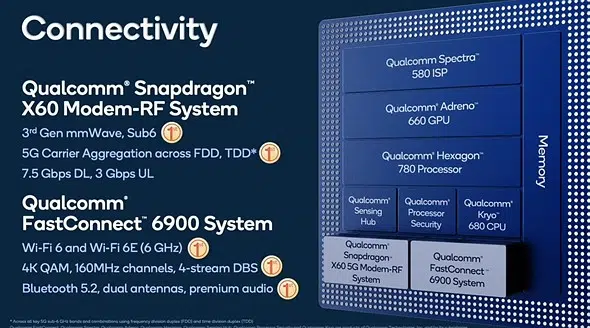 Connectivity
Qualcomm® Snapdragon™
X60 Modem-RF System
3rd Gen mmWave, Sub6 1st
5G Carrier Aggregation across FDD, TDD* 1st
7.5 Gbps DL, 3 Gbps UL
Qualcomm®
FastConnect™ 6900 System
Wi-Fi 6 and Wi-Fi 6E (6 GHz) 1st
4K QAM, 160MHz channels, 4-stream DBS 1st
Bluetooth 5.2, dual antennas, premium audio 1st
Qualcomm Spectra™
580 ISP
Qualcomm® Adreno™
660 GPU
Qualcomm® Hexagon™
780 Processor
Qualcomm®
Sensing
Hub
Qualcomm®
Processor
Security
Qualcomm®
Kryo™
680 CPU
Qualcomm®
Snapdragon™
X60 5G Modem-RF
System
Qualcomm®
FastConnect™
6900 System
Memory
* Across all key 5G sub-6 GHz bands and combinations using frequency division duplex (FDD) and time division duplex (TDD)